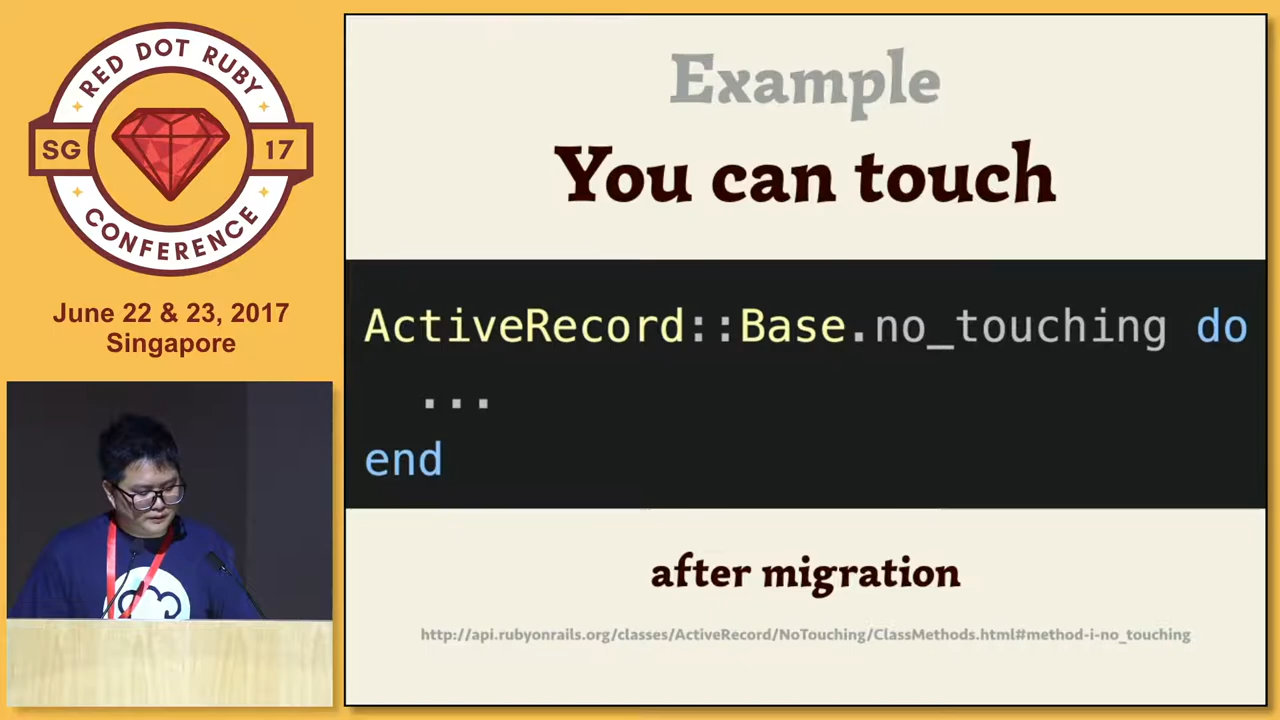 RED DOT RUBY
SG 17
CONFERENCE
June 22 & 23, 2017
Singapore
Example
You can touch
ActiveRecord::Base.no_touching do
...
end
after migration
http://api.rubyonrails.org/classes/ActiveRecord/NoTouching/ClassMethods.html#method-i-no_touching